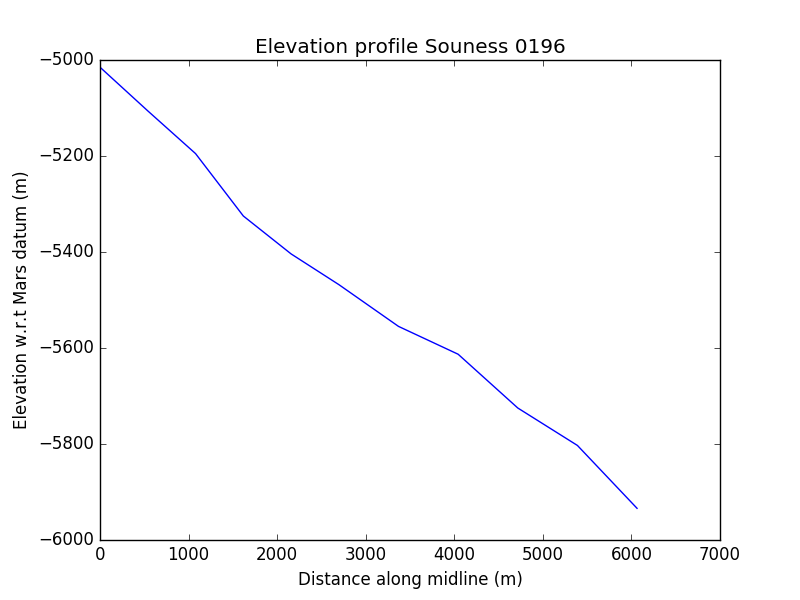 Elevation profile Souness 0196
−5000
−5200
−5400
−5600
−5800
−6000
Elevation w.r.t Mars datum (m)
0 1000 2000 3000 4000 5000 6000 7000
Distance along midline (m)